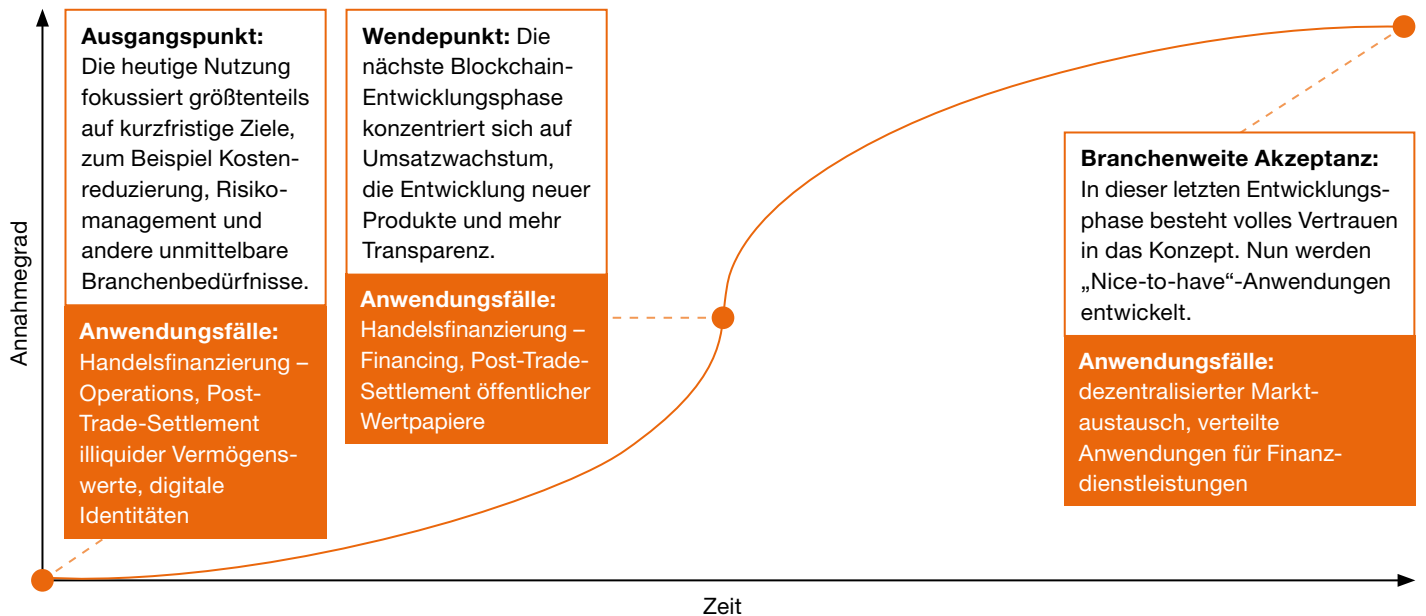 Annahmegrad
Ausgangspunkt:
Die heutige Nutzung
fokussiert größtenteils
auf kurzfristige Ziele,
zum Beispiel Kosten-
reduzierung, Risiko-
management und
andere unmittelbare
Branchenbedürfnisse.
Anwendungsfälle:
Handelsfinanzierung –
Operations, Post-
Trade-Settlement
illiquider Vermögens-
werte, digitale
Identitäten
Wendepunkt: Die
nächste Blockchain-
Entwicklungsphase
konzentriert sich auf
Umsatzwachstum,
die Entwicklung neuer
Produkte und mehr
Transparenz.
Anwendungsfälle:
Handelsfinanzierung –
Financing, Post-Trade-
Settlement öffentlicher
Wertpapiere
Branchenweite Akzeptanz:
In dieser letzten Entwicklungs-
phase besteht volles Vertrauen
in das Konzept. Nun werden
„Nice-to-have“-Anwendungen
entwickelt.
Anwendungsfälle:
dezentralisierter Markt-
austausch, verteilte
Anwendungen für Finanz-
dienstleistungen
Zeit